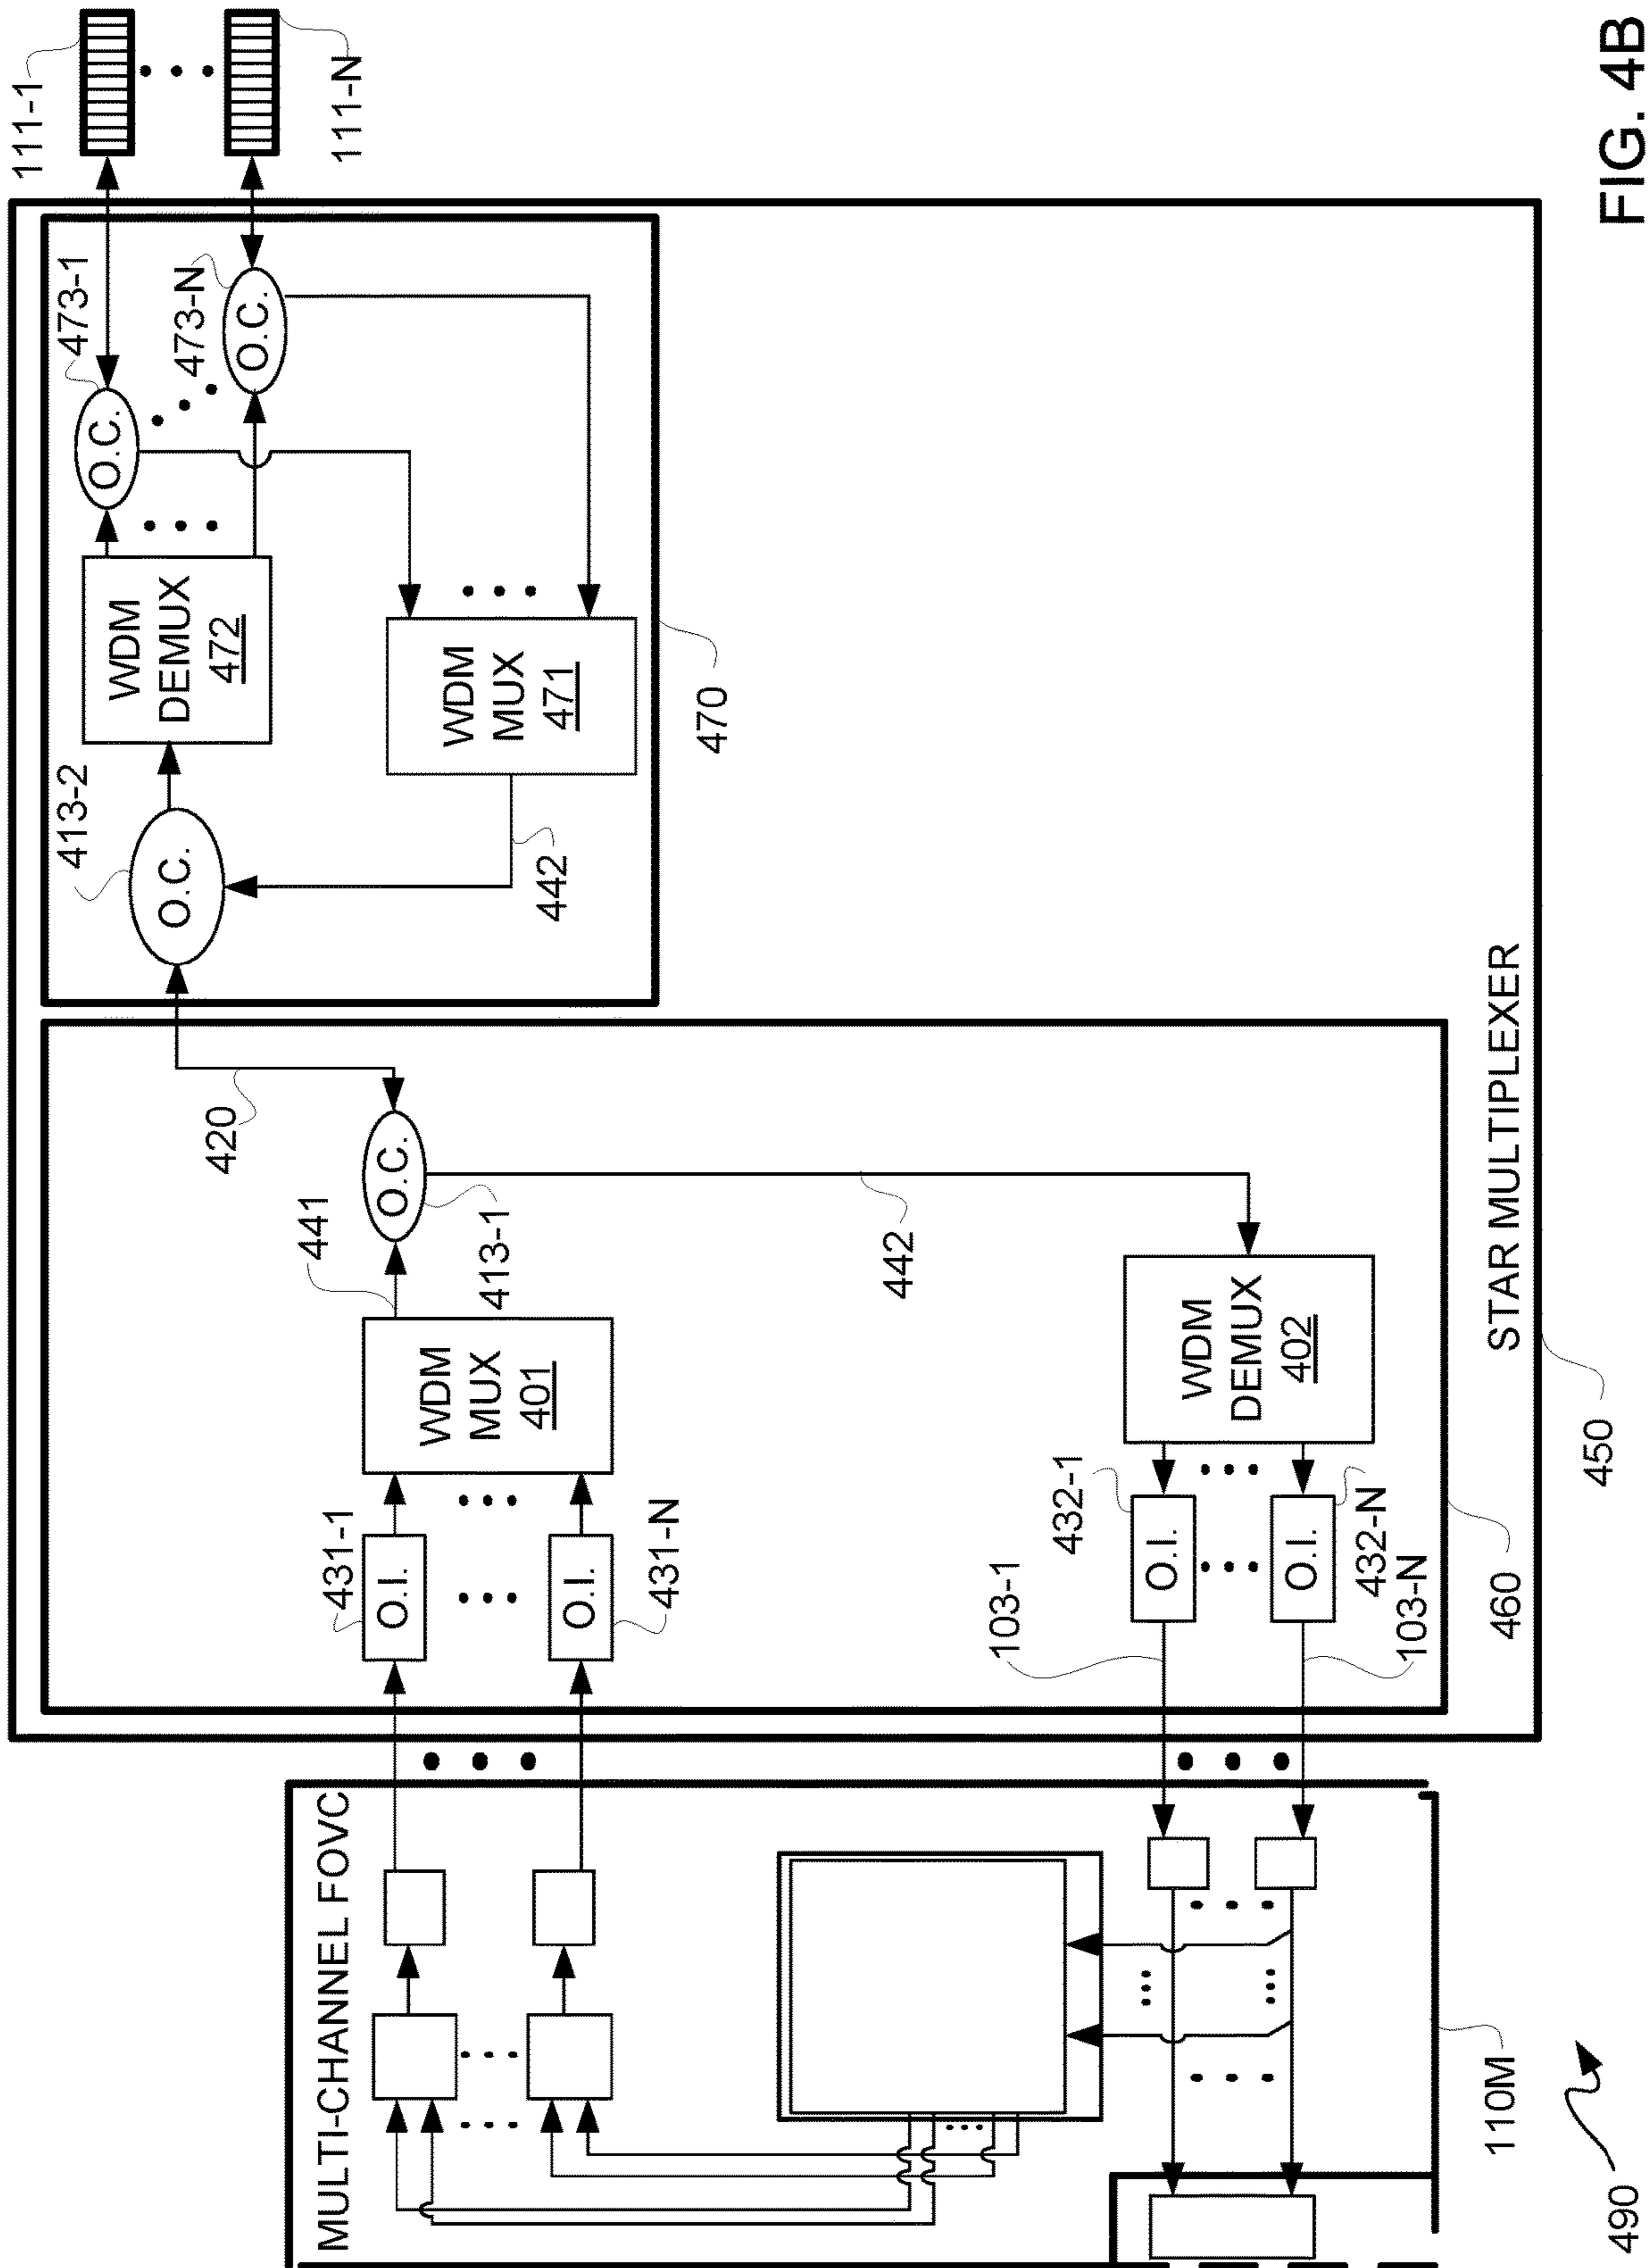 FIG. 4B
MULTI-CHANNEL FOVC
110M
490
STAR MULTIPLEXER
450
460
470
431-1
O.I.
O.I.
431-N
WDM
MUX
401
441
O.C.
413-1
420
442
WDM
DEMUX
402
432-1
O.I.
O.I.
432-N
103-1
103-N
413-2
O.C.
442
WDM
DEMUX
472
WDM
MUX
471
O.C.
473-1
O.C.
473-N
111-1
111-N